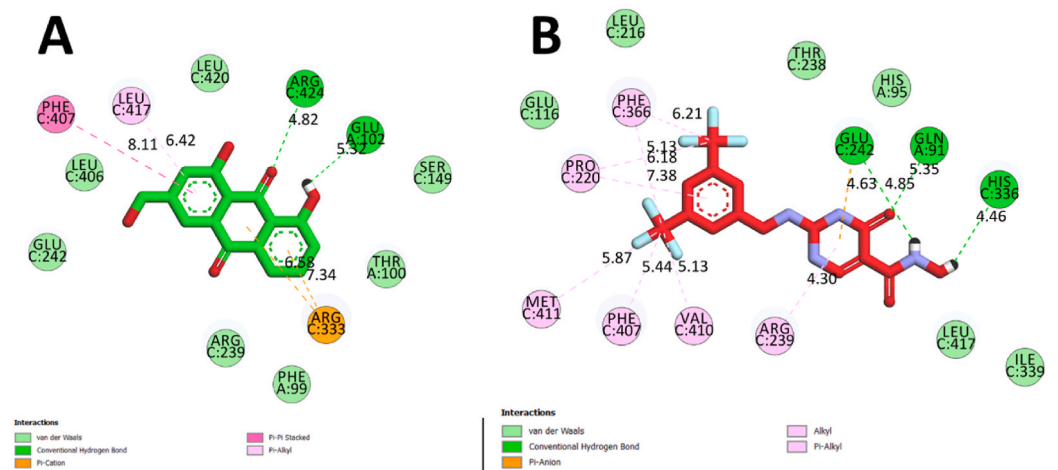 A
LEU
C:420
ARG
C:424
LEU
C:417
PHE
C:407
4.82
GLU
A:102
6.42
8.11
5.32
LEU
C:406
SER
C:149
GLU
C:242
THR
A:100
6.58
7.34
ARG
C:333
ARG
C:239
PHE
A:99
Interactions
van der Waals
Conventional Hydrogen Bond
Pi-Cation
Pi-Pi Stacked
Pi-Alkyl
B
LEU
C:216
THR
C:238
HIS
A:95
GLU
C:116
PHE
C:366
6.21
5.13
6.18
7.38
PRO
C:220
GLU
C:242
GLN
A:91
5.35
4.63
4.85
HIS
C:336
4.46
5.87
5.44
5.13
4.30
MET
C:411
PHE
C:407
VAL
C:410
ARG
C:239
LEU
C:417
ILE
C:339
Interactions
van der Waals
Conventional Hydrogen Bond
Pi-Anion
Alkyl
Pi-Alkyl